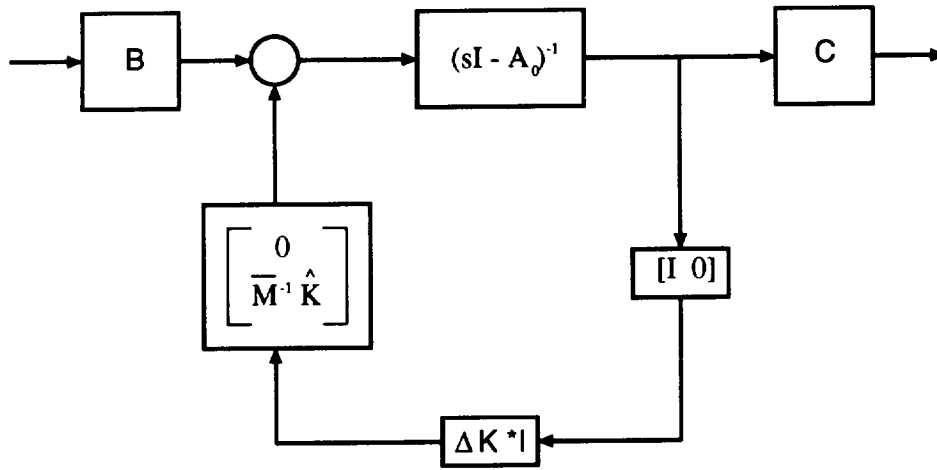 B
(sI - A₀)⁻¹
C
0
M̅⁻¹ K̂
[I 0]
ΔK *I